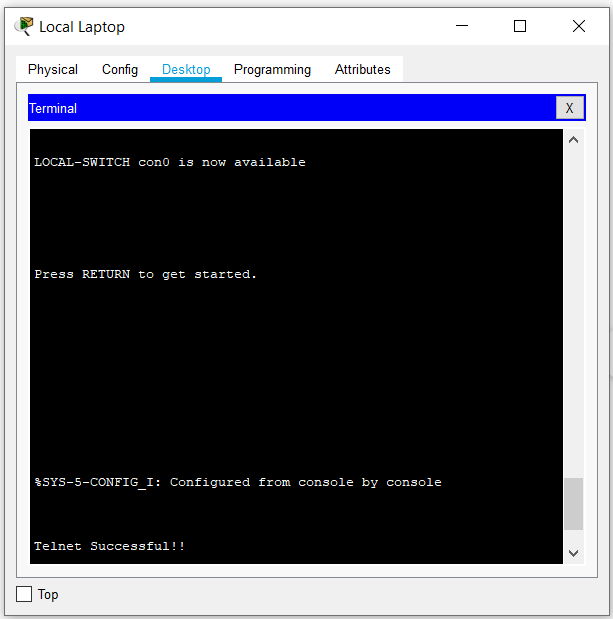 Local Laptop
Physical Config Desktop Programming Attributes
Terminal X
LOCAL-SWITCH con0 is now available
Press RETURN to get started.
%SYS-5-CONFIG_I: Configured from console by console
Telnet Successful!!
Top